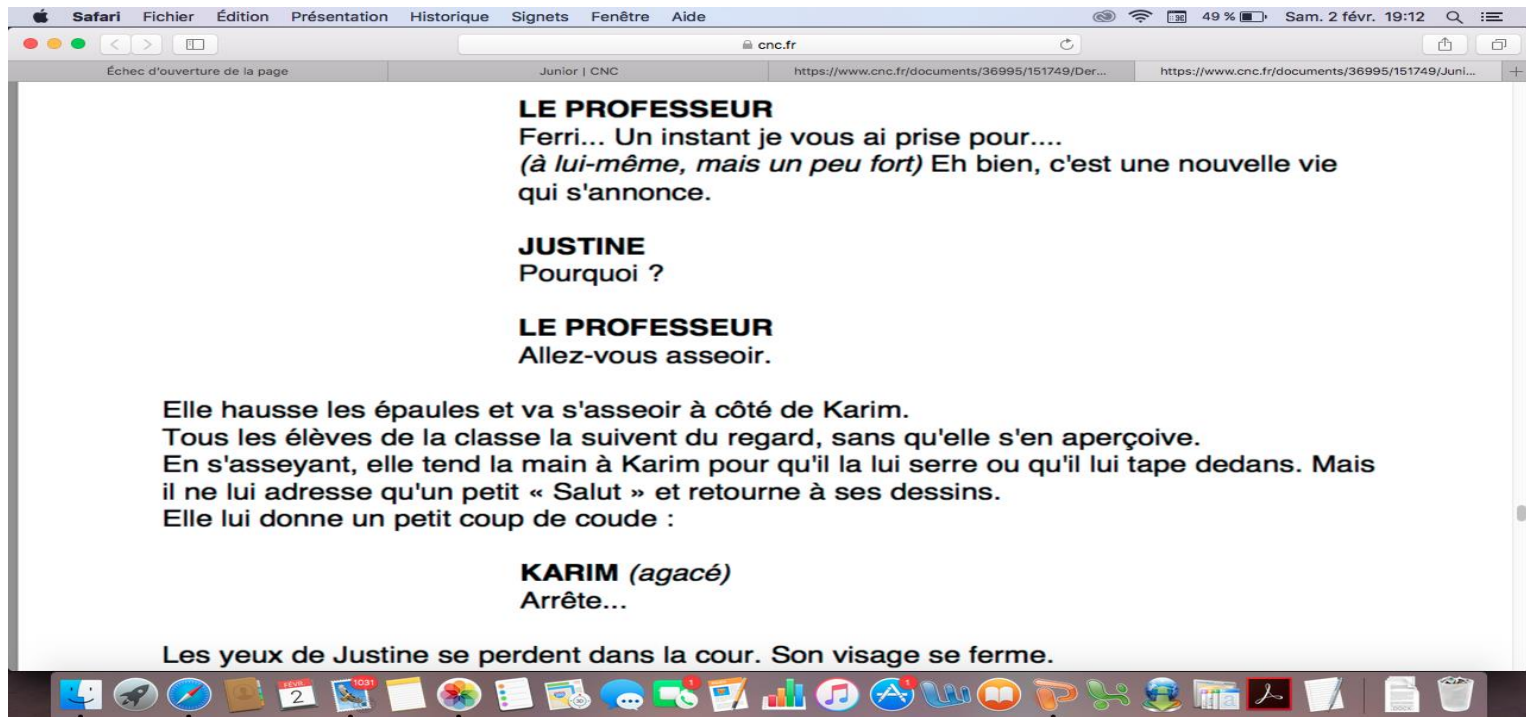 Safari Fichier Édition Présentation Historique Signets Fenêtre Aide 49 % Sam. 2 févr. 19:12
cnc.fr
Échec d'ouverture de la page Junior | CNC https://www.cnc.fr/documents/36995/151749/Der... https://www.cnc.fr/documents/36995/151749/Juni...
LE PROFESSEUR
Ferri... Un instant je vous ai prise pour....
(à lui-même, mais un peu fort) Eh bien, c'est une nouvelle vie
qui s'annonce.
JUSTINE
Pourquoi ?
LE PROFESSEUR
Allez-vous asseoir.
Elle hausse les épaules et va s'asseoir à côté de Karim.
Tous les élèves de la classe la suivent du regard, sans qu'elle s'en aperçoive.
En s'asseyant, elle tend la main à Karim pour qu'il la lui serre ou qu'il lui tape dedans. Mais
il ne lui adresse qu'un petit « Salut » et retourne à ses dessins.
Elle lui donne un petit coup de coude :
KARIM (agacé)
Arrête...
Les yeux de Justine se perdent dans la cour. Son visage se ferme.
FÉVR. 2 1031 1 1